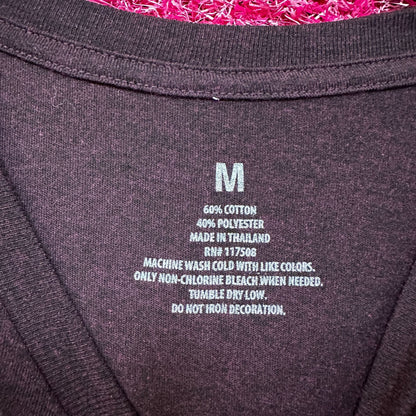 M
60% COTTON
40% POLYESTER
MADE IN THAILAND
RN# 117508
MACHINE WASH COLD WITH LIKE COLORS.
ONLY NON-CHLORINE BLEACH WHEN NEEDED.
TUMBLE DRY LOW.
DO NOT IRON DECORATION.